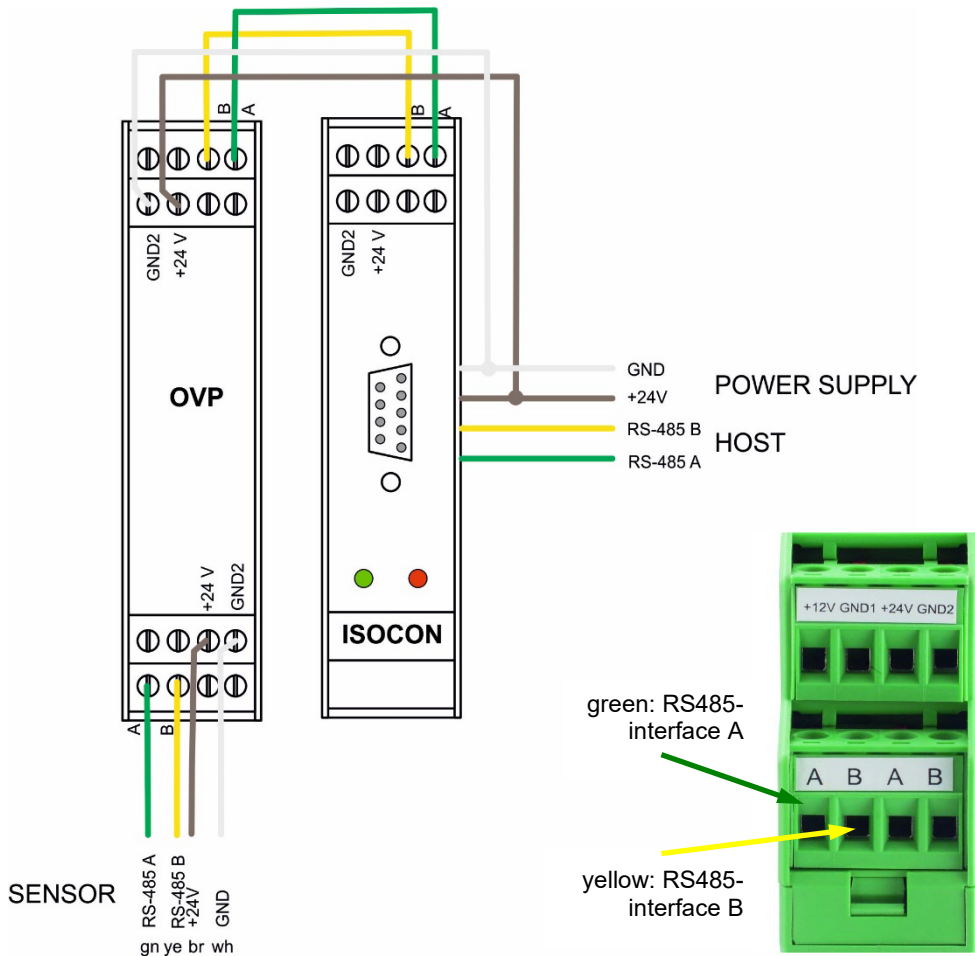 B
A
B
A
GND2
+24 V
GND2
+24 V
OVP
GND
+24V
POWER SUPPLY
RS-485 B
HOST
RS-485 A
+24 V
GND2
ISOCON
+12V GND1 +24V GND2
green: RS485-
interface A
A
B
A B A B
yellow: RS485-
interface B
SENSOR
RS-485 A
RS-485 B
+24V
GND
gn ye br wh